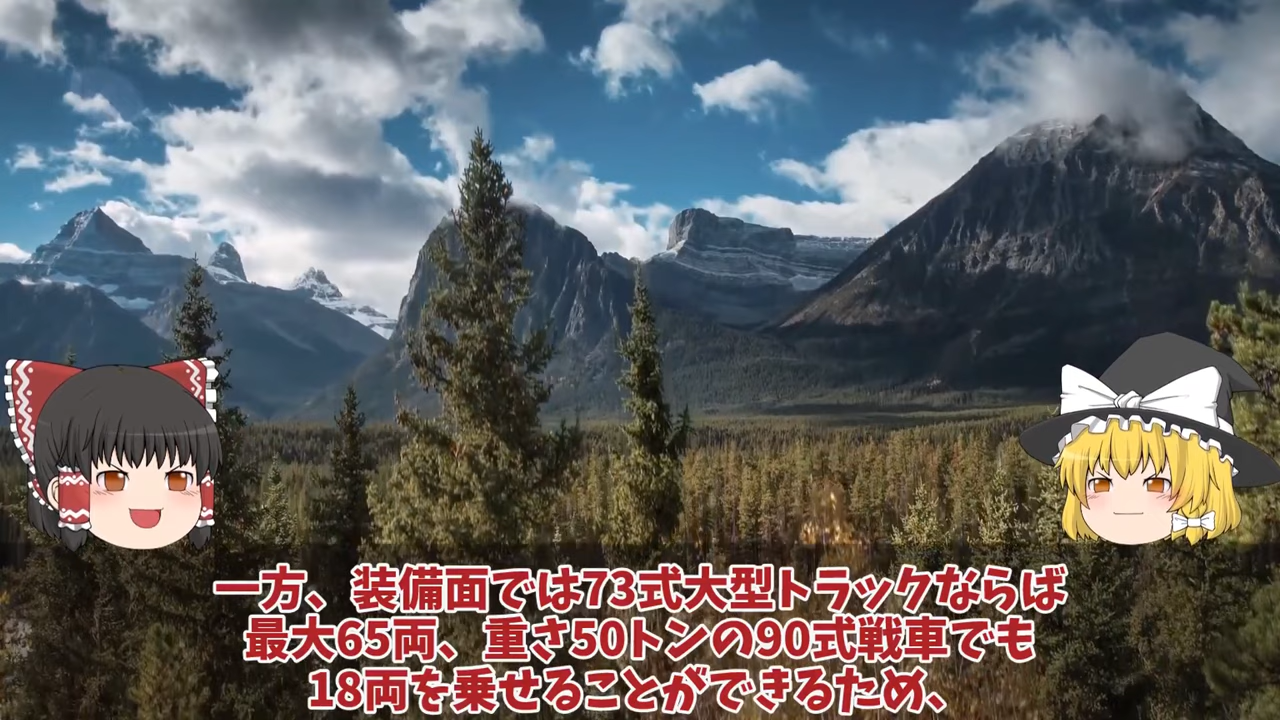 一方、装備面では73式大型トラックならば
最大65両、重さ50トンの90式戦車でも
18両を乗せることができるため、